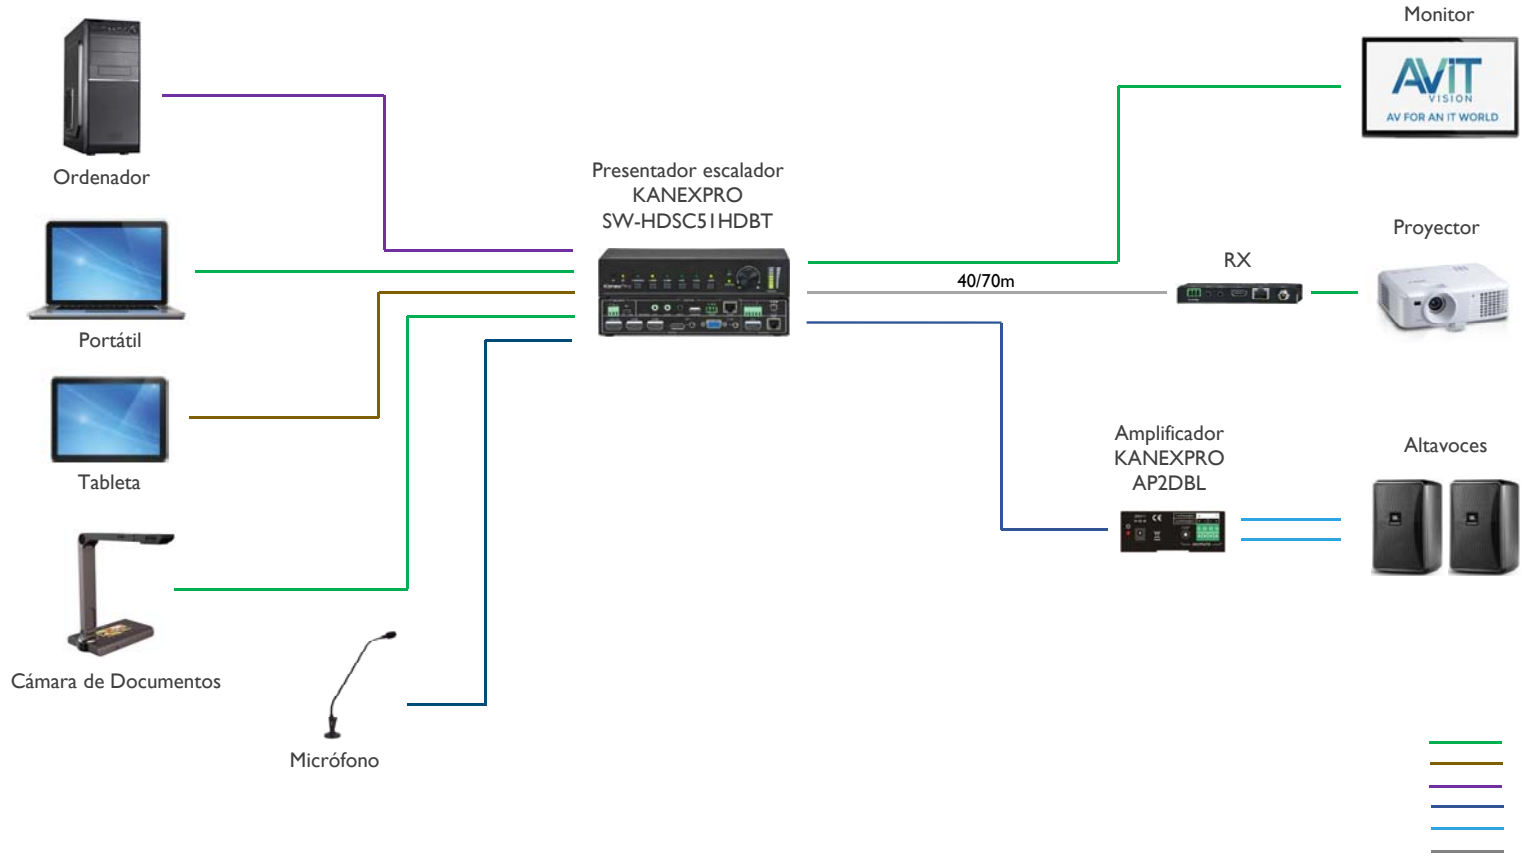 Monitor
AVIT
VISION
AV FOR AN IT WORLD
Ordenador
Presentador escalador
KANEXPRO
SW-HDSC51HDBT
Proyector
RX
40/70m
Portátil
Amplificador
KANEXPRO
AP2DBL
Altavoces
Tableta
Cámara de Documentos
Micrófono